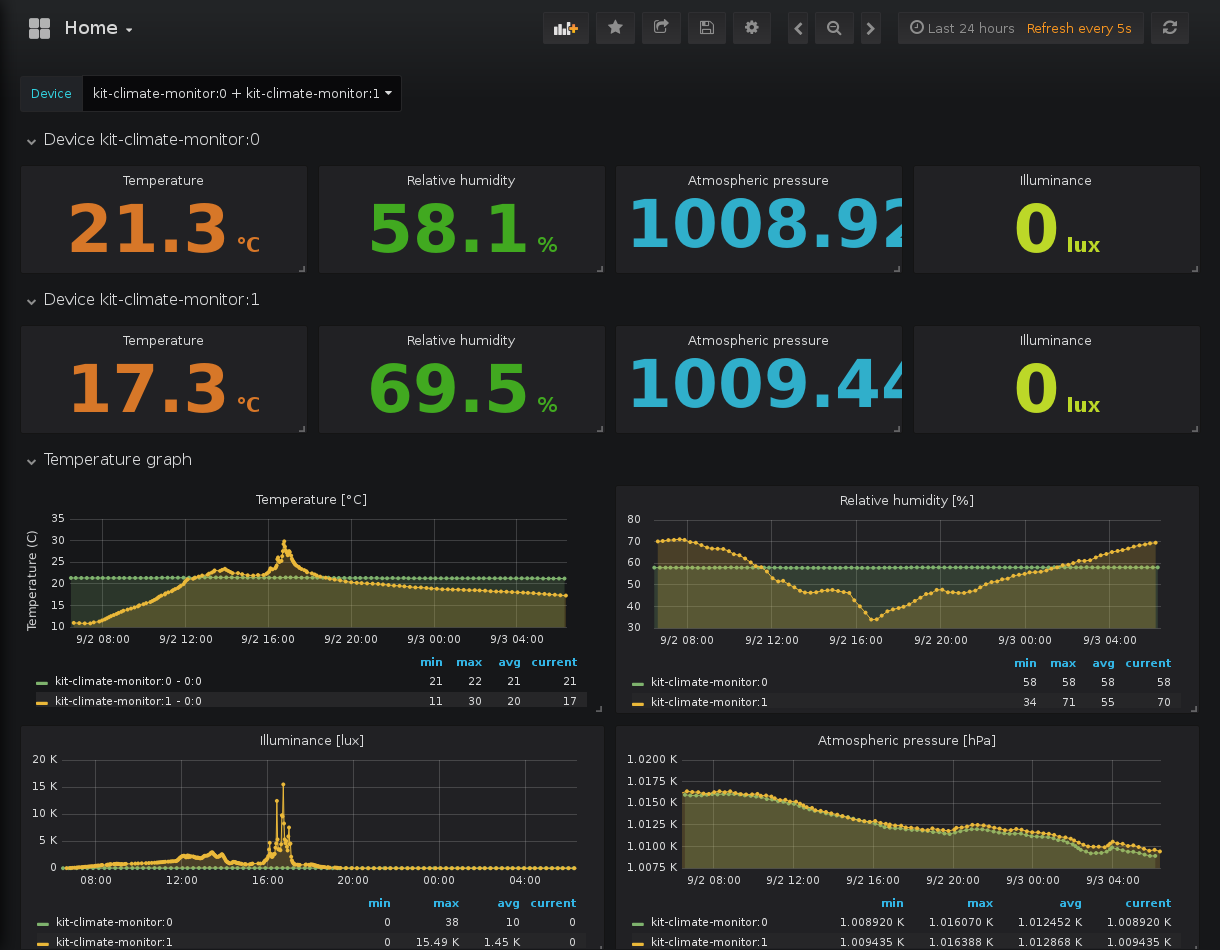 Home
Last 24 hours Refresh every 5s
Device kit-climate-monitor:0 + kit-climate-monitor:1
Device kit-climate-monitor:0
Temperature Relative humidity Atmospheric pressure Illuminance
21.3 °C 58.1 % 1008.92 0 lux
Device kit-climate-monitor:1
Temperature Relative humidity Atmospheric pressure Illuminance
17.3 °C 69.5 % 1009.44 0 lux
Temperature graph
Temperature [°C]
Temperature (C)
35
30
25
20
15
10
9/2 08:00 9/2 12:00 9/2 16:00 9/2 20:00 9/3 00:00 9/3 04:00
min max avg current
kit-climate-monitor:0 - 0:0 21 22 21 21
kit-climate-monitor:1 - 0:0 11 30 20 17
Relative humidity [%]
80
70
60
50
40
30
9/2 08:00 9/2 12:00 9/2 16:00 9/2 20:00 9/3 00:00 9/3 04:00
min max avg current
kit-climate-monitor:0 58 58 58 58
kit-climate-monitor:1 34 71 55 70
Illuminance [lux]
20 K
15 K
10 K
5 K
0
08:00 12:00 16:00 20:00 00:00 04:00
min max avg current
kit-climate-monitor:0 0 38 10 0
kit-climate-monitor:1 0 15.49 K 1.45 K 0
Atmospheric pressure [hPa]
1.0200 K
1.0175 K
1.0150 K
1.0125 K
1.0100 K
1.0075 K
9/2 08:00 9/2 12:00 9/2 16:00 9/2 20:00 9/3 00:00 9/3 04:00
min max avg current
kit-climate-monitor:0 1.008920 K 1.016070 K 1.012452 K 1.008920 K
kit-climate-monitor:1 1.009435 K 1.016388 K 1.012868 K 1.009435 K